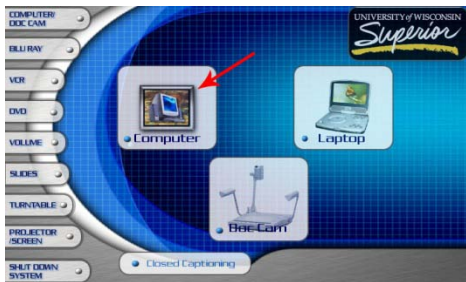 COMPUTER/
DOC CAM
BLU RAY
VCR
DVD
VOLUME
SLIDES
TURNTABLE
PROJECTOR
/SCREEN
SHUT DOWN
SYSTEM
UNIVERSITY of WISCONSIN
Superior
Computer
Laptop
Doc Cam
Closed Captioning